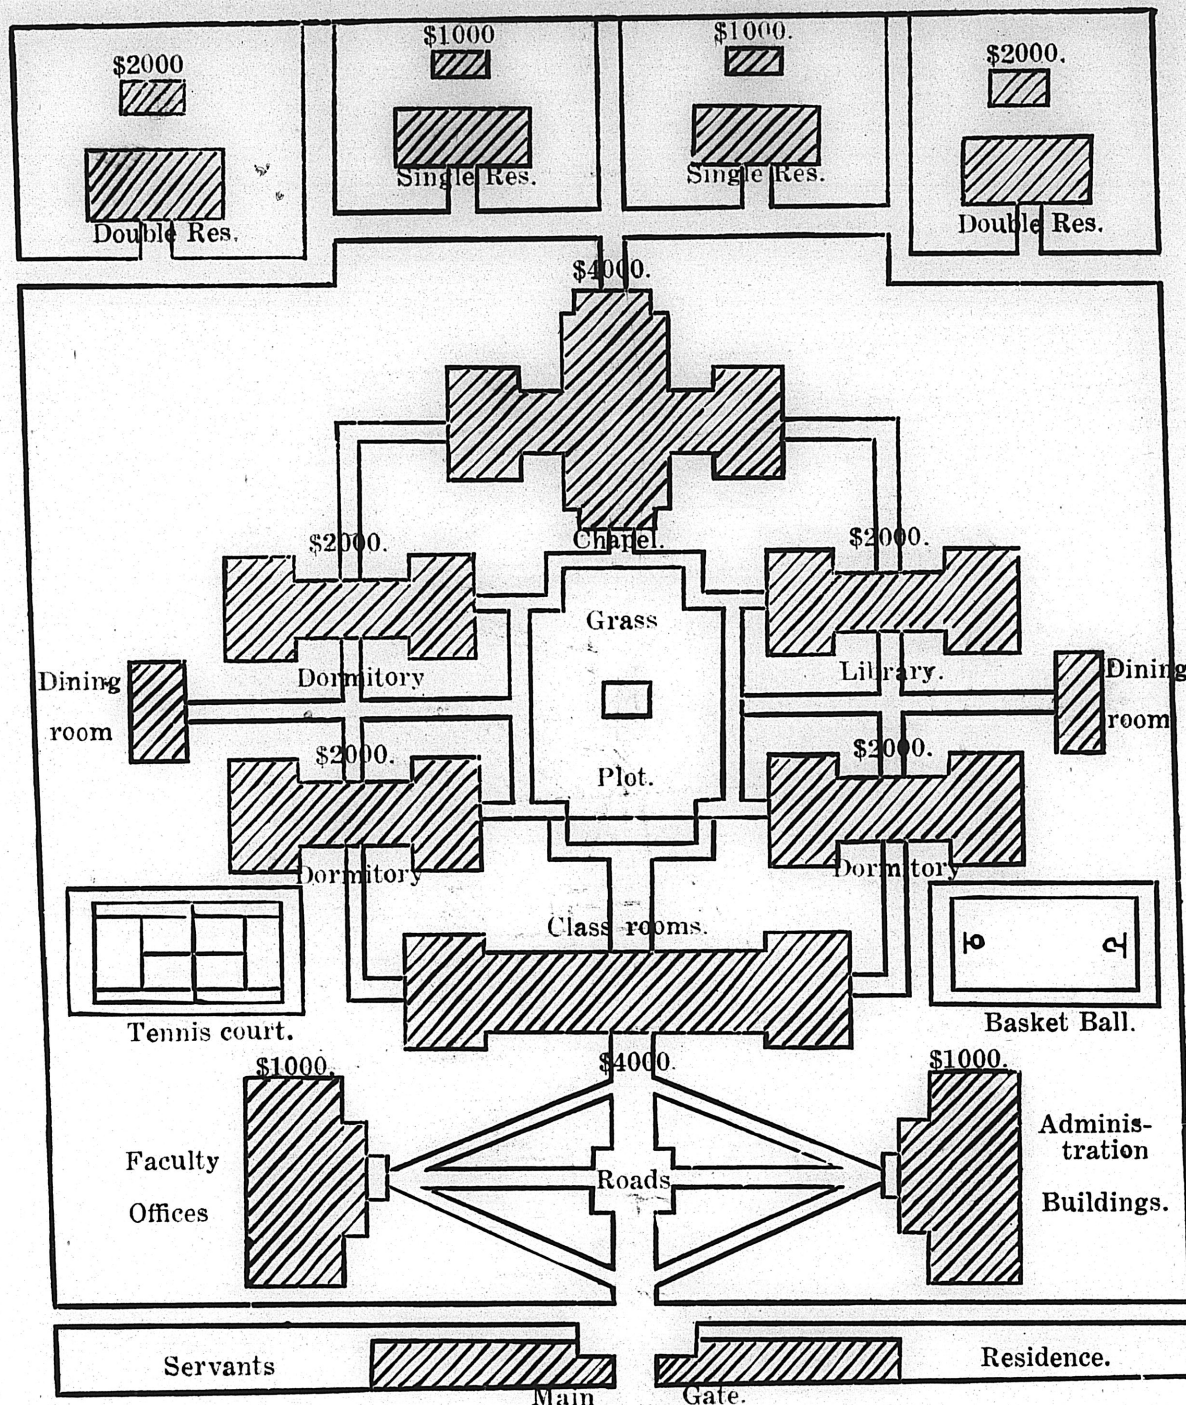 $2000
$1000
$1000.
$2000.
Single Res.
Single Res.
Double Res.
Double Res.
$4000.
Chapel.
$2000.
$2000.
Grass
Dormitory
Library.
Dining
room
Dining
room
$2000.
Plot.
$2000.
Dormitory
Dormitory
Class rooms.
Tennis court.
Basket Ball.
$1000.
$4000.
$1000.
Faculty
Offices
Roads
Adminis-
tration
Buildings.
Servants
Residence.
Main Gate.